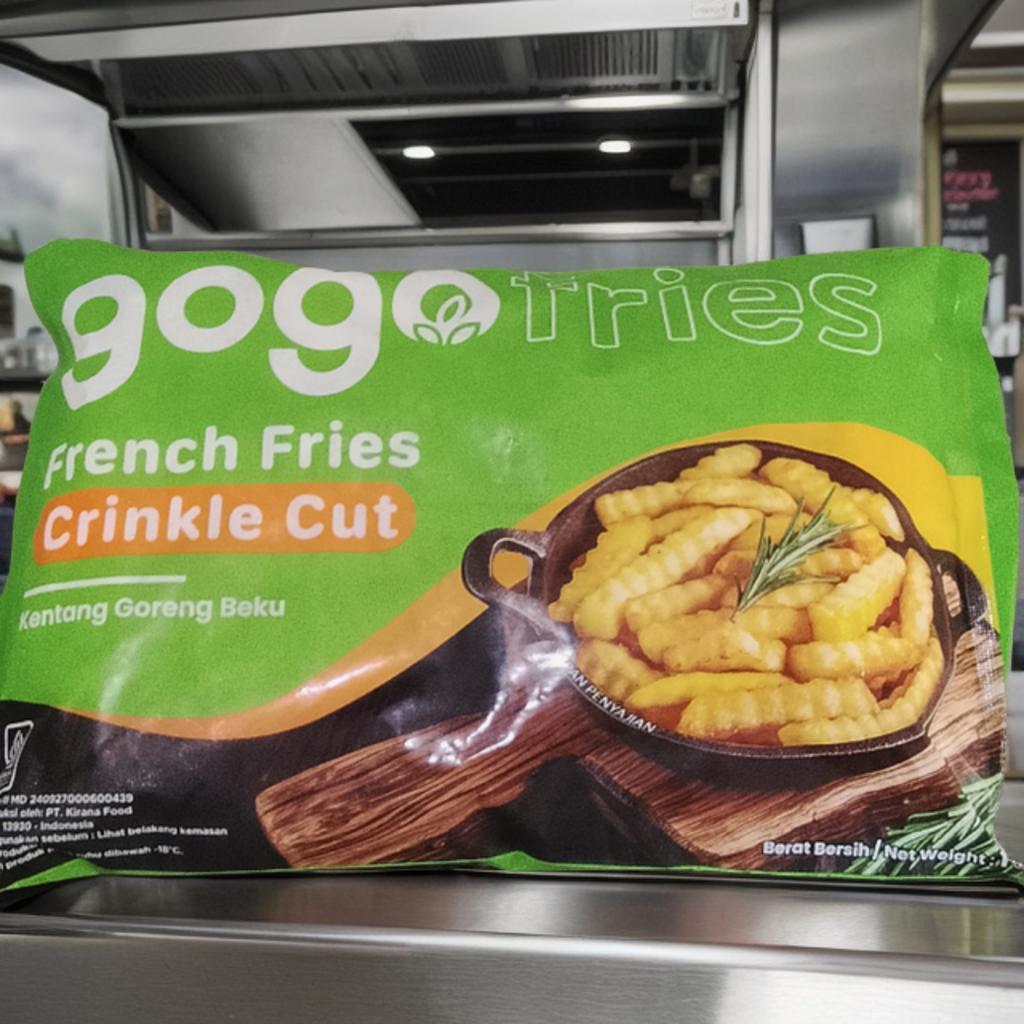 gogo fries
French Fries
Crinkle Cut
Kentang Goreng Beku
AN PENYAJIAN
MD 240927000600439
oleh: PT. Kirana Food
13930 - Indonesia
sebelum : Lihat belakang kemasan
dibawah -18°C.
Berat Bersih / Net Weight